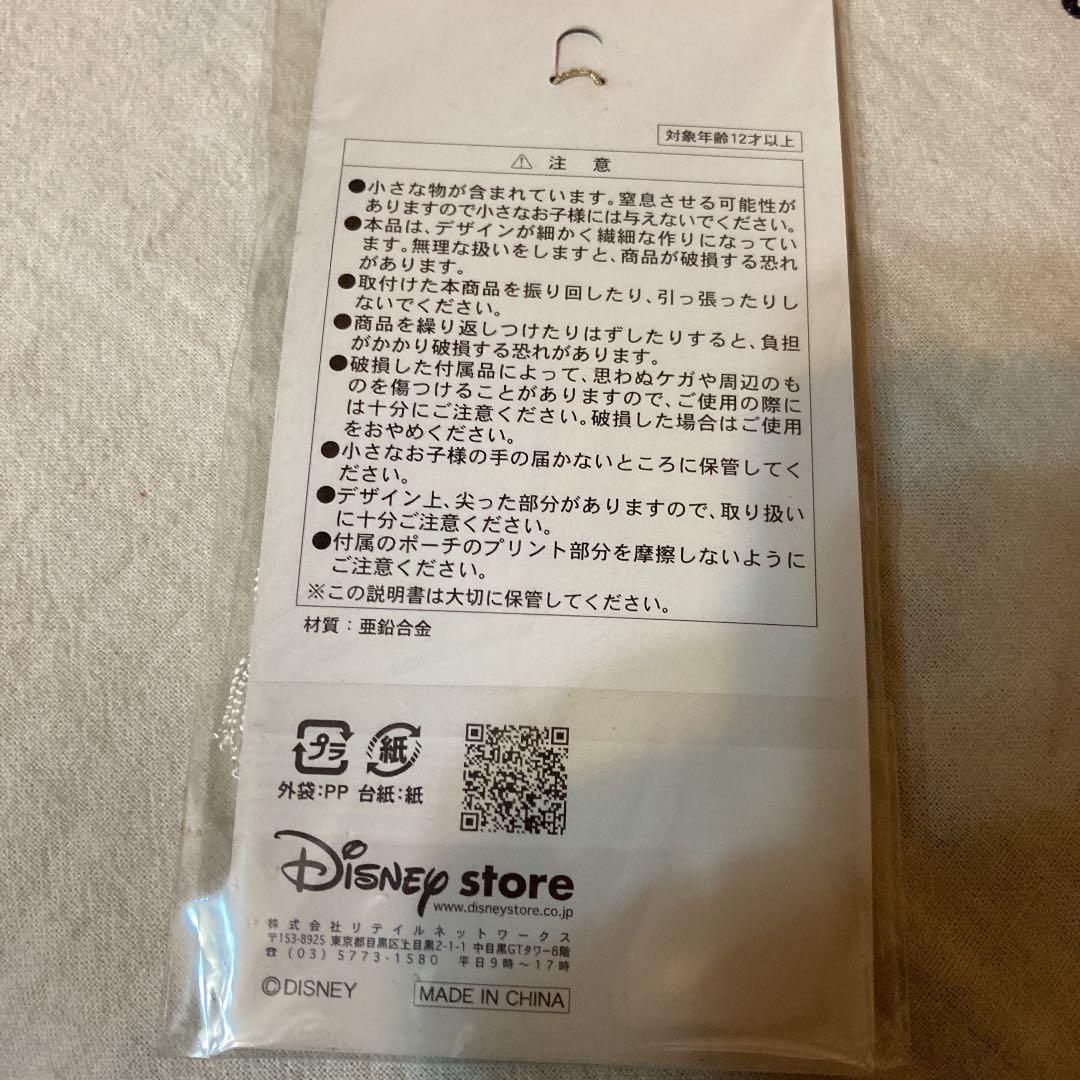 対象年齢12才以上
⚠ 注 意
●小さな物が含まれています。窒息させる可能性が
ありますので小さなお子様には与えないでください。
●本品は、デザインが細かく繊細な作りになってい
ます。無理な扱いをしますと、商品が破損する恐れ
があります。
●取付けた本商品を振り回したり、引っ張ったりし
ないでください。
●商品を繰り返しつけたりはずしたりすると、負担
がかかり破損する恐れがあります。
●破損した付属品によって、思わぬケガや周辺のも
のを傷つけることがありますので、ご使用の際に
は十分にご注意ください。破損した場合はご使用
をおやめください。
●小さなお子様の手の届かないところに保管してく
ださい。
●デザイン上、尖った部分がありますので、取り扱い
に十分ご注意ください。
●付属のポーチのプリント部分を摩擦しないように
ご注意ください。
※この説明書は大切に保管してください。
材質：亜鉛合金
プラ 紙
外袋:PP 台紙:紙
Disney store
www.disneystore.co.jp
株式会社リテイルネットワークス
〒153-8925 東京都目黒区上目黒2-1-1 中目黒GTタワー8階
☎ (03) 5773-1580 平日9時〜17時
©DISNEY MADE IN CHINA